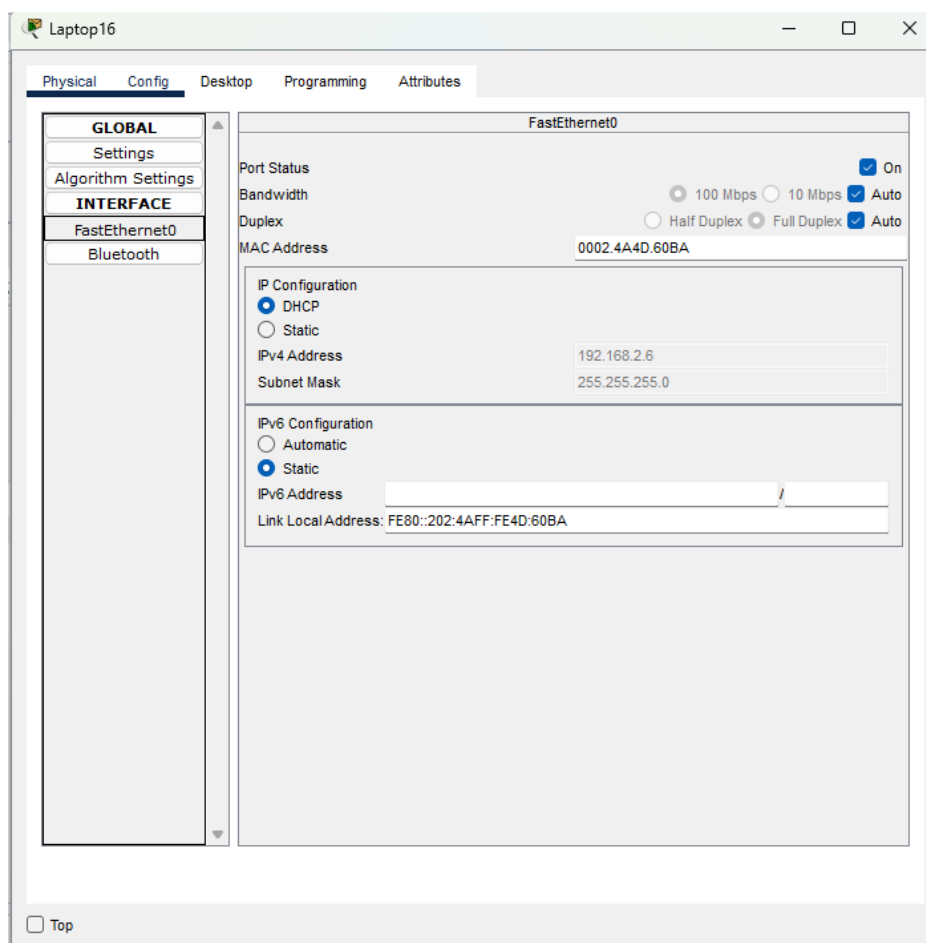 Laptop16
Physical Config Desktop Programming Attributes
GLOBAL
Settings
Algorithm Settings
INTERFACE
FastEthernet0
Bluetooth
FastEthernet0
Port Status On
Bandwidth 100 Mbps 10 Mbps Auto
Duplex Half Duplex Full Duplex Auto
MAC Address 0002.4A4D.60BA
IP Configuration
DHCP
Static
IPv4 Address 192.168.2.6
Subnet Mask 255.255.255.0
IPv6 Configuration
Automatic
Static
IPv6 Address /
Link Local Address: FE80::202:4AFF:FE4D:60BA
Top